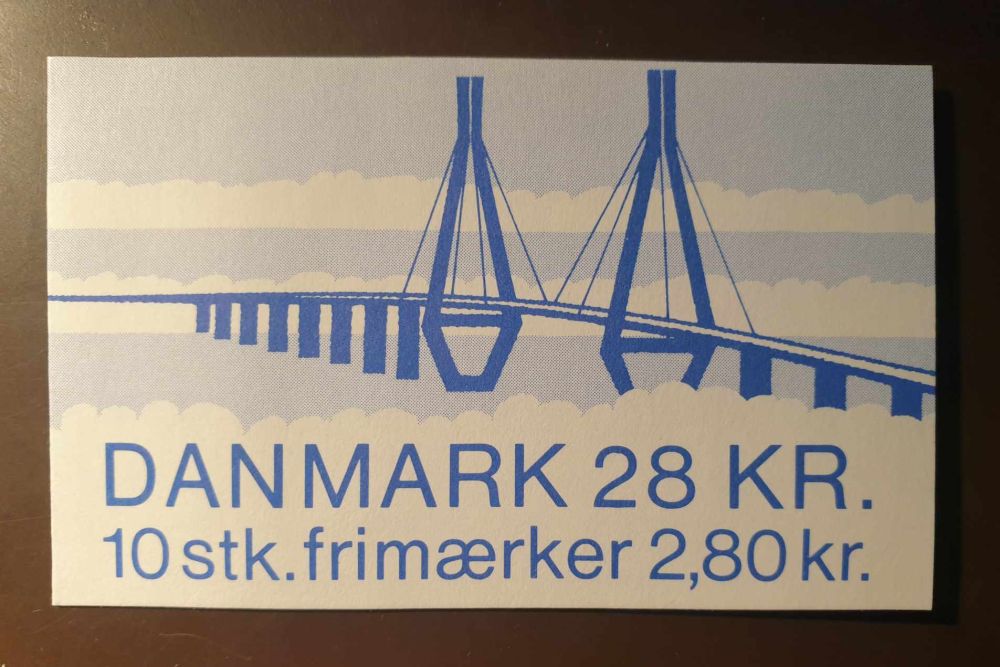 DANMARK 28 KR.
10 stk. frimærker 2,80 kr.